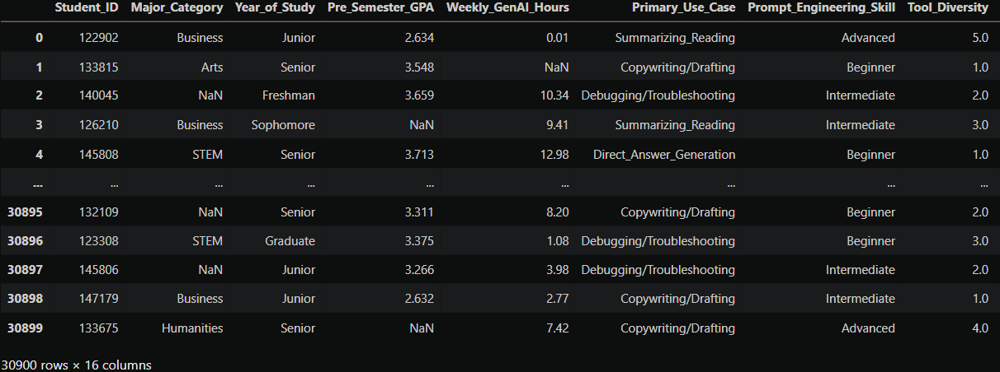 Student_ID Major_Category Year_of_Study Pre_Semester_GPA Weekly_GenAI_Hours Primary_Use_Case Prompt_Engineering_Skill Tool_Diversity
0 122902 Business Junior 2.634 0.01 Summarizing_Reading Advanced 5.0
1 133815 Arts Senior 3.548 NaN Copywriting/Drafting Beginner 1.0
2 140045 NaN Freshman 3.659 10.34 Debugging/Troubleshooting Intermediate 2.0
3 126210 Business Sophomore NaN 9.41 Summarizing_Reading Intermediate 3.0
4 145808 STEM Senior 3.713 12.98 Direct_Answer_Generation Beginner 1.0
... ... ... ... ... ... ... ... ...
30895 132109 NaN Senior 3.311 8.20 Copywriting/Drafting Beginner 2.0
30896 123308 STEM Graduate 3.375 1.08 Debugging/Troubleshooting Beginner 3.0
30897 145806 NaN Junior 3.266 3.98 Debugging/Troubleshooting Intermediate 2.0
30898 147179 Business Junior 2.632 2.77 Copywriting/Drafting Intermediate 1.0
30899 133675 Humanities Senior NaN 7.42 Copywriting/Drafting Advanced 4.0
30900 rows × 16 columns